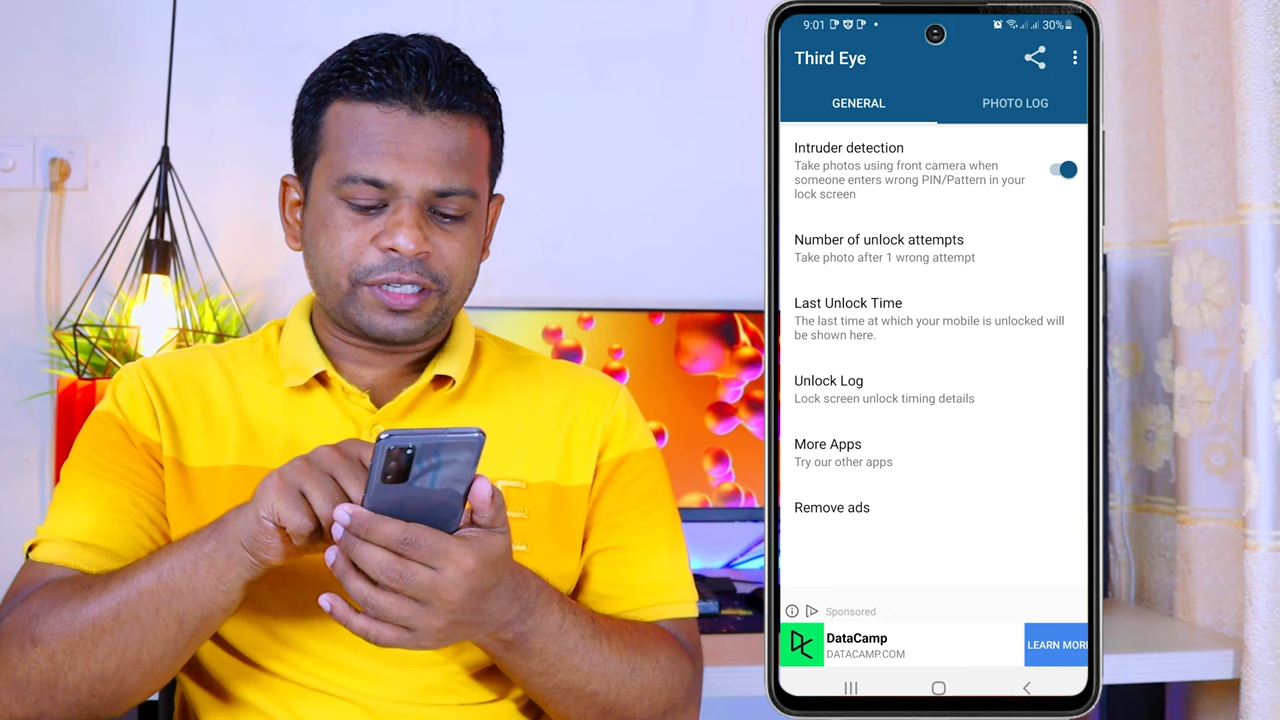 9:01
30%
Third Eye
GENERAL
PHOTO LOG
Intruder detection
Take photos using front camera when
someone enters wrong PIN/Pattern in your
lock screen
Number of unlock attempts
Take photo after 1 wrong attempt
Last Unlock Time
The last time at which your mobile is unlocked will
be shown here.
Unlock Log
Lock screen unlock timing details
More Apps
Try our other apps
Remove ads
Sponsored
DataCamp
DATACAMP.COM
LEARN MORE